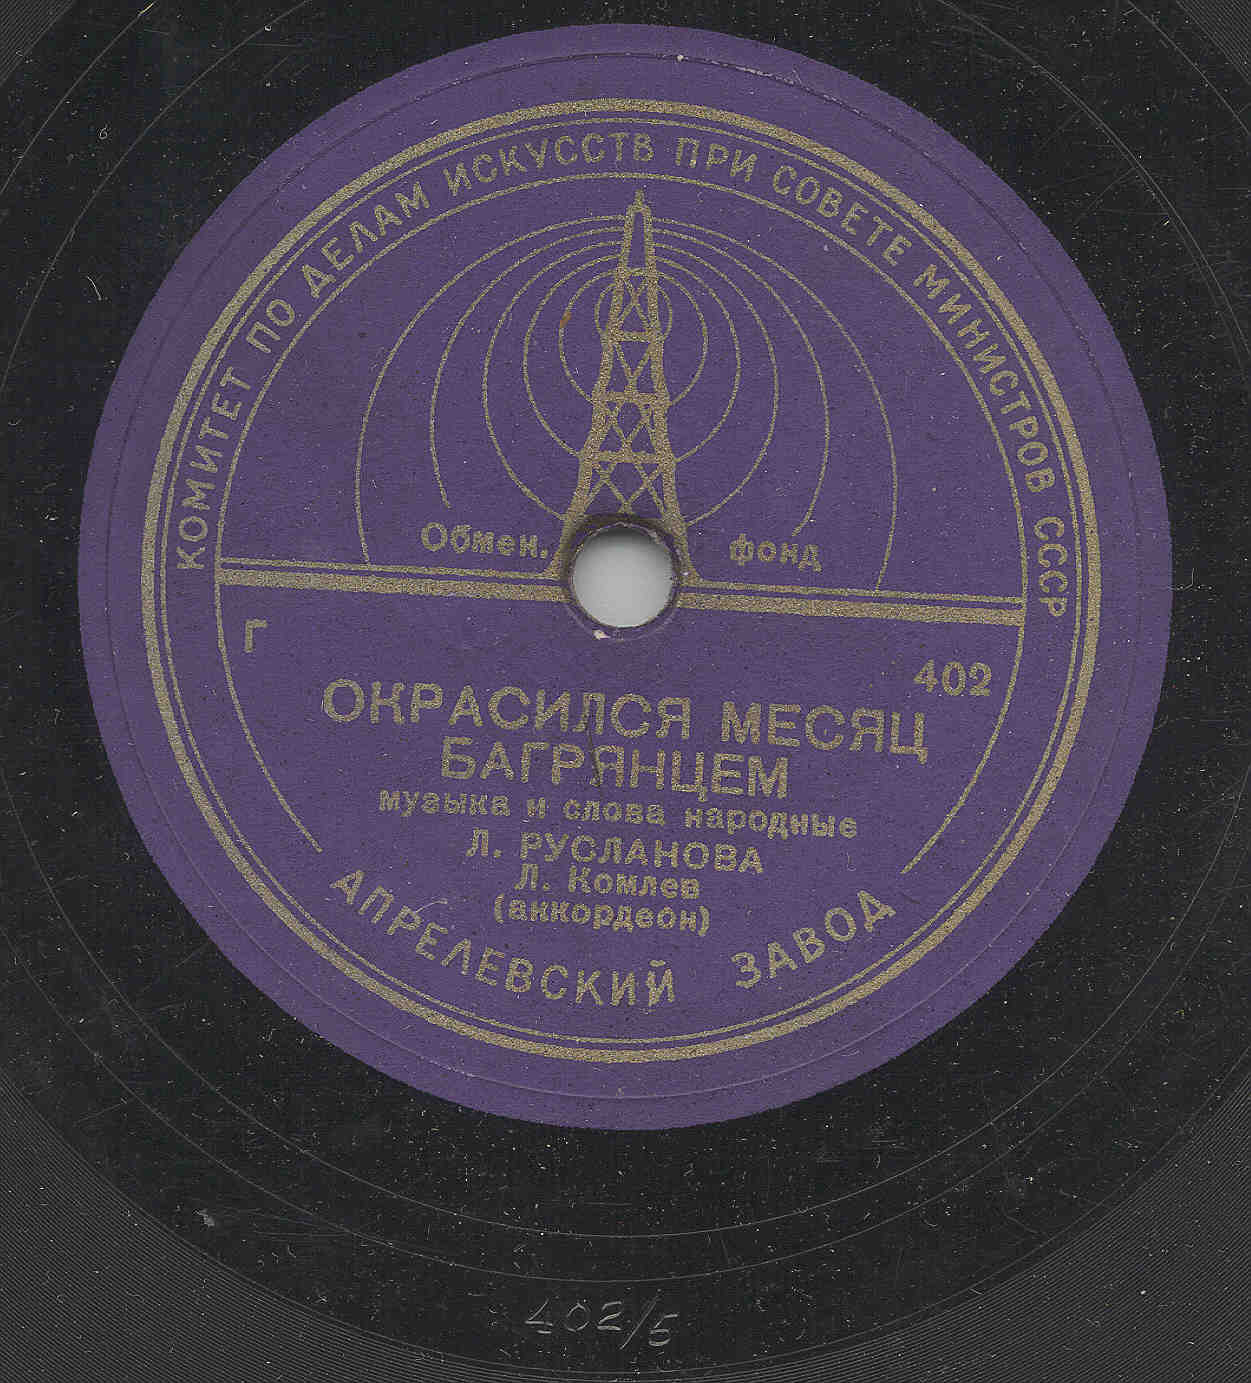 КОМИТЕТ ПО ДЕЛАМ ИСКУССТВ ПРИ СОВЕТЕ МИНИСТРОВ СССР
Обмен. фонд
Г 402
ОКРАСИЛСЯ МЕСЯЦ
БАГРЯНЦЕМ
музыка и слова народные
Л. РУСЛАНОВА
Л. Комлев
(аккордеон)
АПРЕЛЕВСКИЙ ЗАВОД
402/5